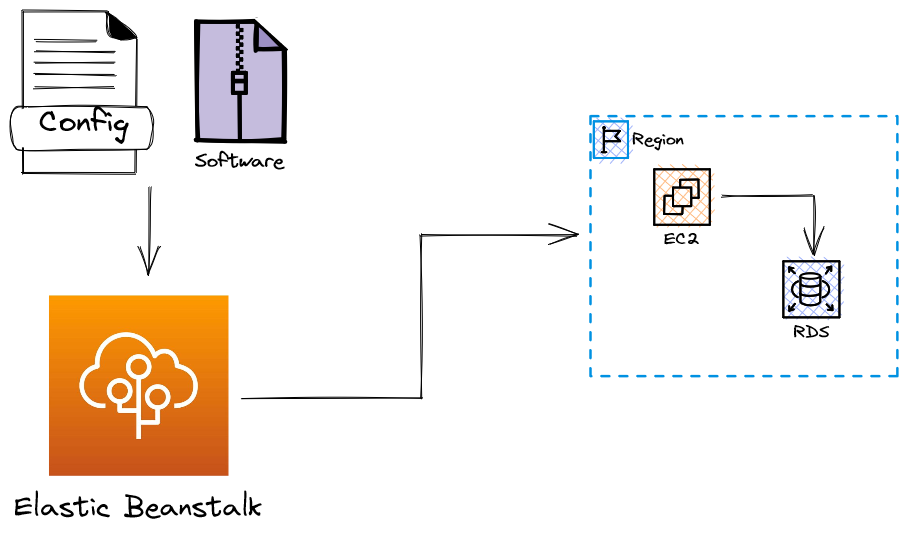 Config
Software
Region
EC2
RDS
Elastic Beanstalk